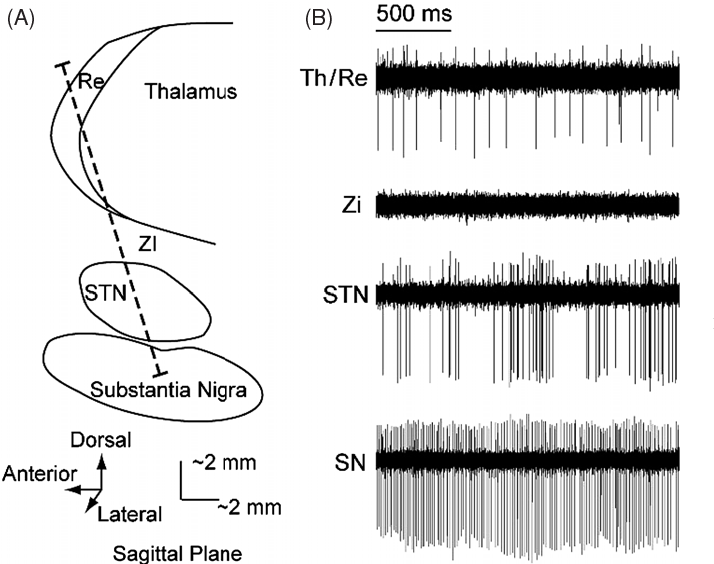 (A)
Re
Thalamus
ZI
STN
Substantia Nigra
Dorsal
Anterior
Lateral
~2 mm
~2 mm
Sagittal Plane
(B)
500 ms
Th/Re
Zi
STN
SN